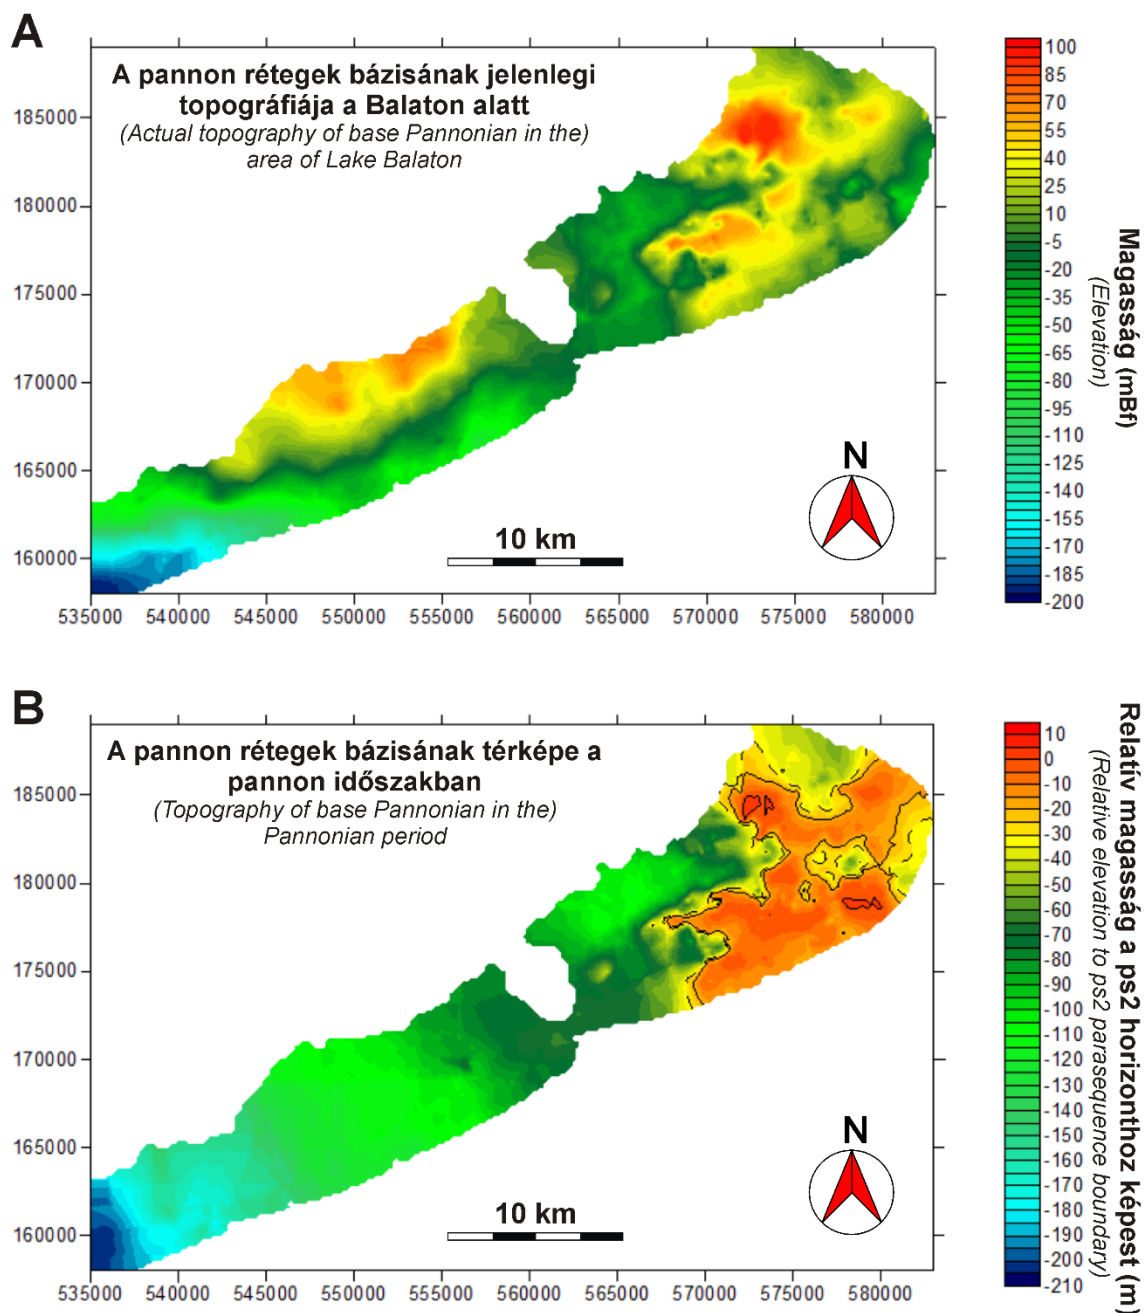 A
A pannon rétegek bázisának jelenlegi
topográfiája a Balaton alatt
(Actual topography of base Pannonian in the)
area of Lake Balaton
185000
180000
175000
170000
165000
160000
535000 540000 545000 550000 555000 560000 565000 570000 575000 580000
10 km
N
100
85
70
55
40
25
10
-5
-20
-35
-50
-65
-80
-95
-110
-125
-140
-155
-170
-185
-200
Magasság (mBf)
(Elevation)
B
A pannon rétegek bázisának térképe a
pannon időszakban
(Topography of base Pannonian in the)
Pannonian period
185000
180000
175000
170000
165000
160000
535000 540000 545000 550000 555000 560000 565000 570000 575000 580000
10 km
N
10
0
-10
-20
-30
-40
-50
-60
-70
-80
-90
-100
-110
-120
-130
-140
-150
-160
-170
-180
-190
-200
-210
Relatív magasság a ps2 horizonthoz képest (m)
(Relative elevation to ps2 parasequence boundary)